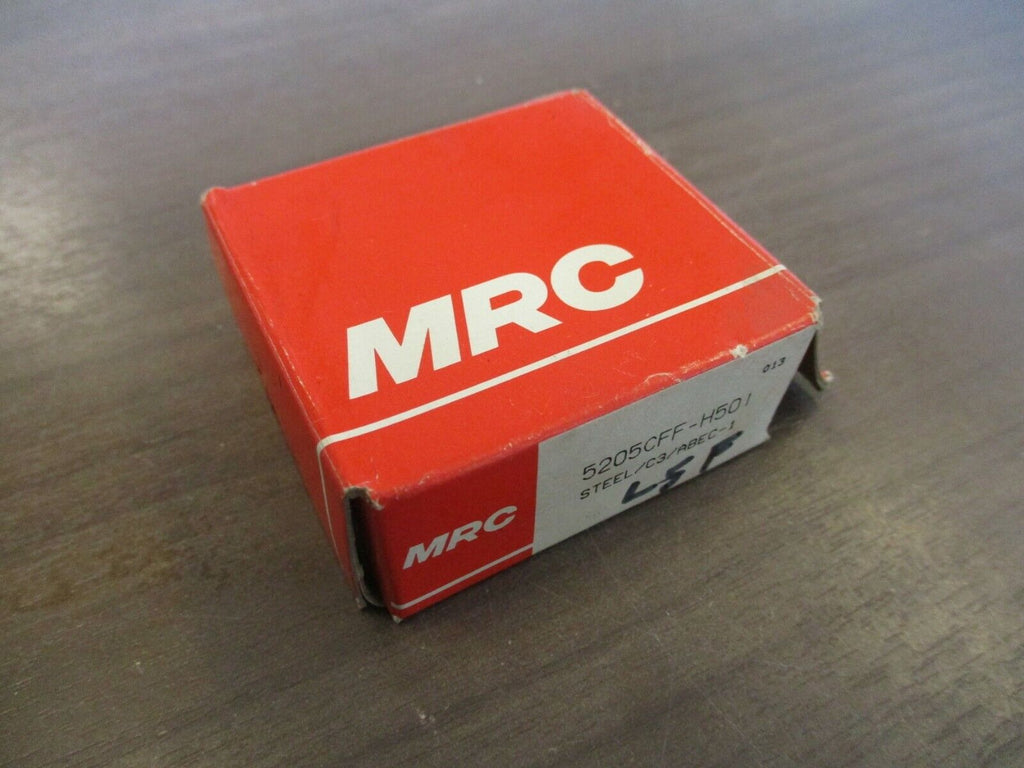 MRC
013
5205CFF-H501
STEEL/C3/ABEC-1
MRC